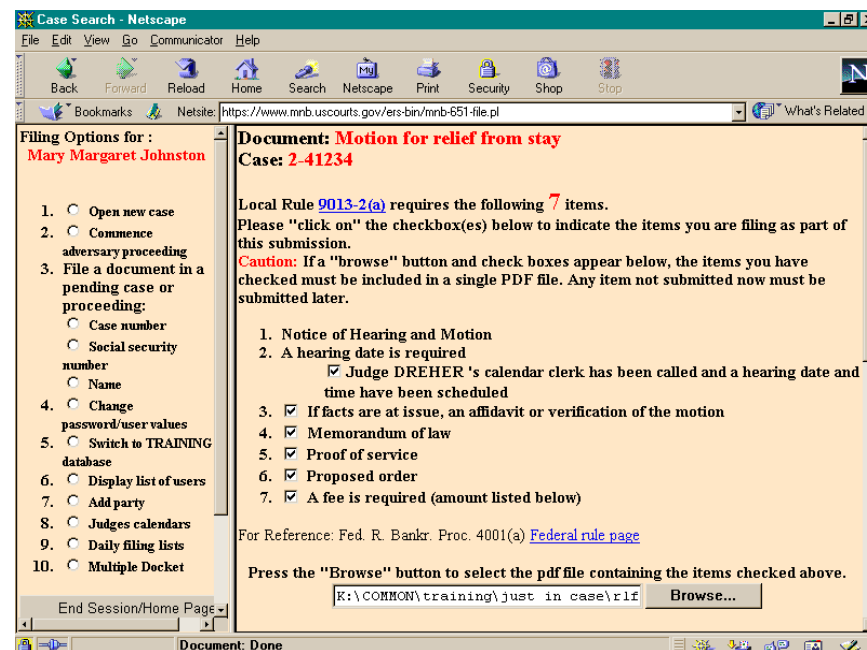 Case Search - Netscape
File Edit View Go Communicator Help
Back Forward Reload Home Search Netscape Print Security Shop Stop
My
N
Bookmarks Netsite: https://www.mnb.uscourts.gov/ers-bin/mnb-651-file.pl What's Related
Filing Options for :
Mary Margaret Johnston
1. Open new case
2. Commence
adversary proceeding
3. File a document in a
pending case or
proceeding:
Case number
Social security
number
Name
4. Change
password/user values
5. Switch to TRAINING
database
6. Display list of users
7. Add party
8. Judges calendars
9. Daily filing lists
10. Multiple Docket
End Session/Home Page
Document: Motion for relief from stay
Case: 2-41234
Local Rule 9013-2(a) requires the following 7 items.
Please "click on" the checkbox(es) below to indicate the items you are filing as part of
this submission.
Caution: If a "browse" button and check boxes appear below, the items you have
checked must be included in a single PDF file. Any item not submitted now must be
submitted later.
1. Notice of Hearing and Motion
2. A hearing date is required
Judge DREHER 's calendar clerk has been called and a hearing date and
time have been scheduled
3. If facts are at issue, an affidavit or verification of the motion
4. Memorandum of law
5. Proof of service
6. Proposed order
7. A fee is required (amount listed below)
For Reference: Fed. R. Bankr. Proc. 4001(a) Federal rule page
Press the "Browse" button to select the pdf file containing the items checked above.
K:\COMMON\training\just in case\rlf Browse...
Document: Done